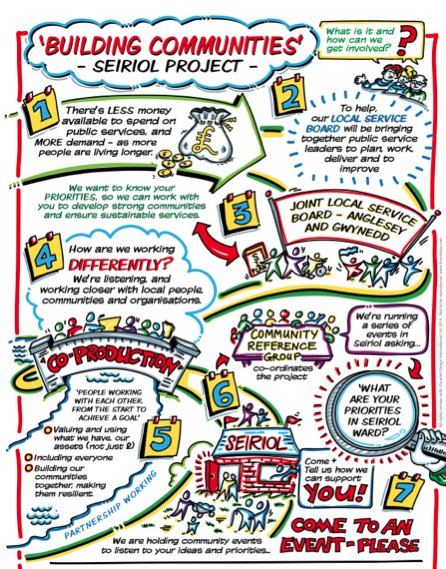 'BUILDING COMMUNITIES'
- SEIRIOL PROJECT -
What is it and
how can we
get involved?
?
1
There's LESS money
available to spend on
public services, and
MORE demand - as more
people are living longer.
£
2
To help,
our LOCAL SERVICE
BOARD will be bringing
together public service
leaders to plan, work,
deliver and to
improve
We want to know your
PRIORITIES, so we can work with
you to develop strong communities
and ensure sustainable services.
3
JOINT LOCAL SERVICE
BOARD - ANGLESEY
AND GWYNEDD
4
How are we working
DIFFERENTLY?
We're listening, and
working closer with local people,
communities and organisations.
'CO-PRODUCTION'
'PEOPLE WORKING
WITH EACH OTHER,
FROM THE START TO
ACHIEVE A GOAL'
Valuing and using
what we have, our
assets (not just £)
Including everyone
Building our
communities
together, making
them resilient.
5
PARTNERSHIP WORKING
COMMUNITY
REFERENCE
GROUP
co-ordinates
the project
6
We're running
a series of
events in
Seiriol asking...
'WHAT
ARE YOUR
PRIORITIES
IN SEIRIOL
WARD?'
SEIRIOL
Come +
Tell us how we
can support
YOU!
7
We are holding community events
to listen to your ideas and priorities...
COME TO AN
EVENT - PLEASE